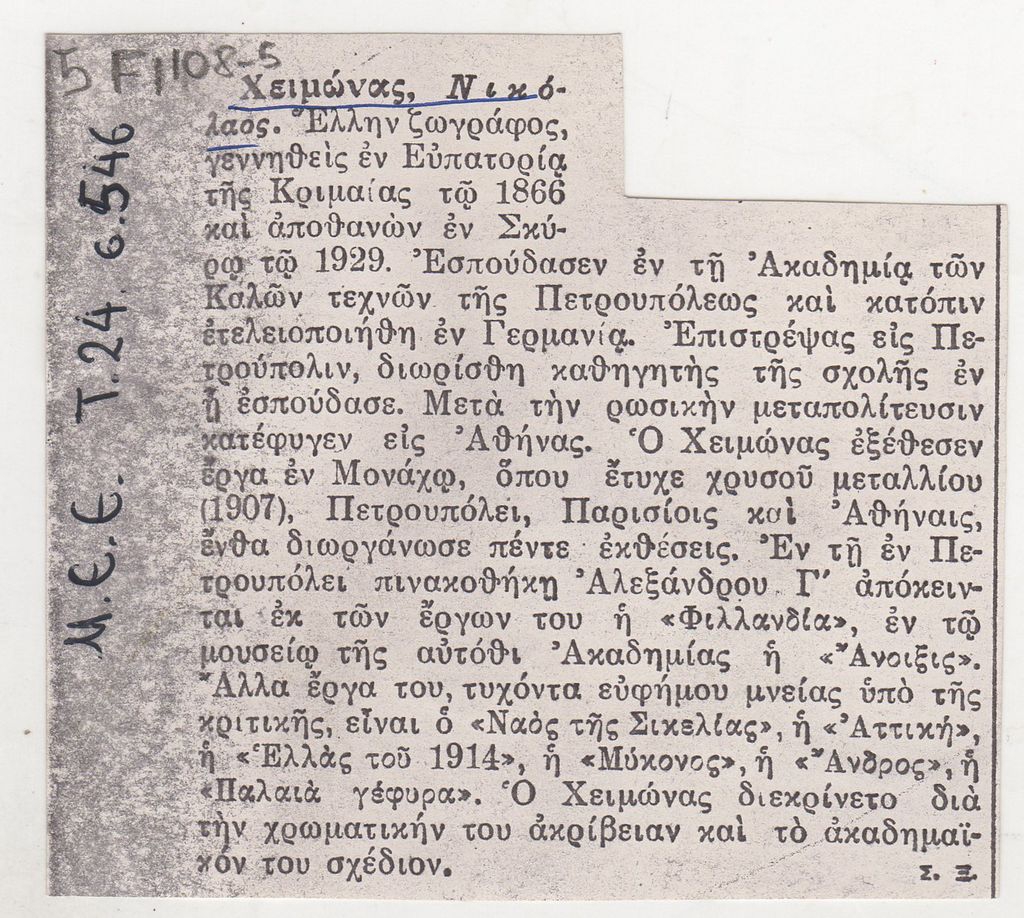 5 F1108-5
Χειμώνας, Νικό-
λαος. Ἕλλην ζωγράφος,
γεννηθεὶς ἐν Εὐπατορίᾳ
τῆς Κριμαίας τῷ 1866
καὶ ἀποθανὼν ἐν Σκύ-
ρῳ τῷ 1929. Ἐσπούδασεν ἐν τῇ Ἀκαδημίᾳ τῶν
Καλῶν τεχνῶν τῆς Πετρουπόλεως καὶ κατόπιν
ἐτελειοποιήθη ἐν Γερμανίᾳ. Ἐπιστρέψας εἰς Πε-
τρούπολιν, διωρίσθη καθηγητὴς τῆς σχολῆς ἐν
ᾗ ἐσπούδασε. Μετὰ τὴν ρωσικὴν μεταπολίτευσιν
κατέφυγεν εἰς Ἀθήνας. Ὁ Χειμώνας ἐξέθεσεν
ἔργα ἐν Μονάχῳ, ὅπου ἔτυχε χρυσοῦ μεταλλίου
(1907), Πετρουπόλει, Παρισίοις καὶ Ἀθήναις,
ἔνθα διωργάνωσε πέντε ἐκθέσεις. Ἐν τῇ ἐν Πε-
τρουπόλει πινακοθήκῃ Ἀλεξάνδρου Γ′ ἀπόκειν-
ται ἐκ τῶν ἔργων του ἡ «Φιλλανδία», ἐν τῷ
μουσείῳ τῆς αὐτόθι Ἀκαδημίας ἡ «Ἄνοιξις».
Ἄλλα ἔργα του, τυχόντα εὐφήμου μνείας ὑπὸ τῆς
κριτικῆς, εἶναι ὁ «Ναὸς τῆς Σικελίας», ἡ «Ἀττική»,
ἡ «Ἑλλὰς τοῦ 1914», ἡ «Μύκονος», ἡ «Ἄνδρος», ἡ
«Παλαιὰ γέφυρα». Ὁ Χειμώνας διεκρίνετο διὰ
τὴν χρωματικήν του ἀκρίβειαν καὶ τὸ ἀκαδημαϊ-
κόν του σχέδιον.
Σ. Ξ.
Μ.Ε.Ε. Τ.24 σ.546